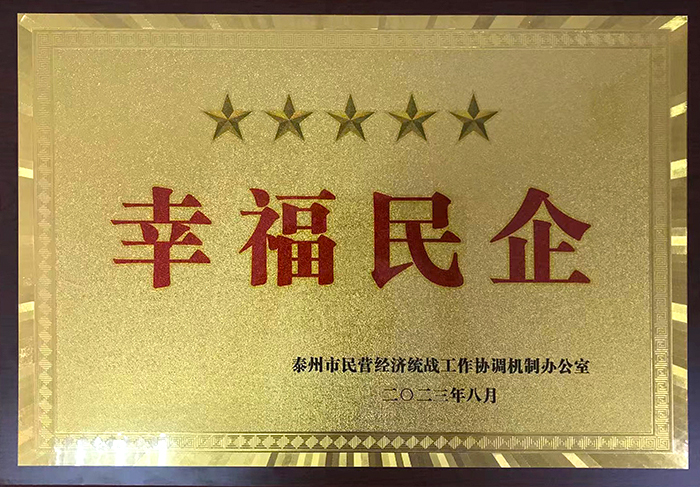 幸福民企
泰州市民营经济统战工作协调机制办公室
二〇二三年八月